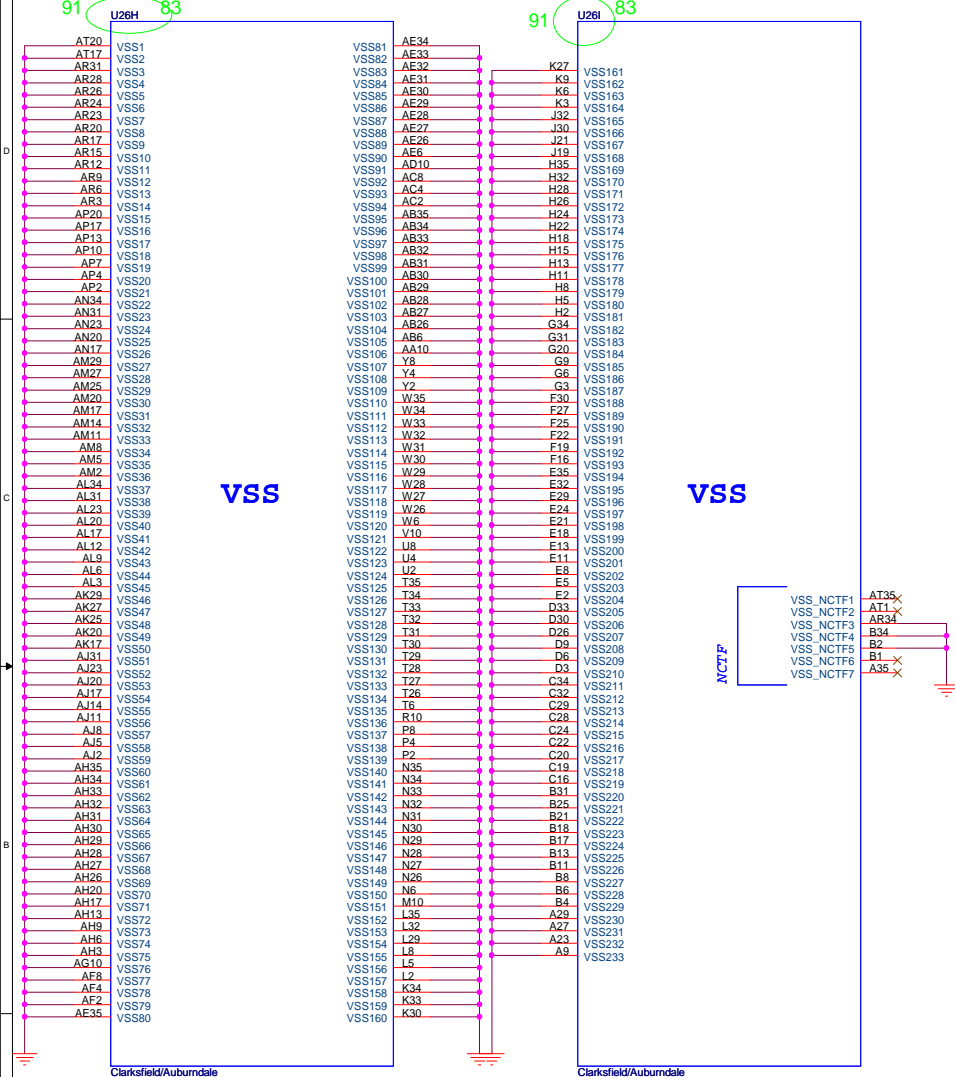 91 83
U26H
AT20 VSS1 VSS81 AE34
AT17 VSS2 VSS82 AE33
AR31 VSS3 VSS83 AE32
AR28 VSS4 VSS84 AE31
AR26 VSS5 VSS85 AE30
AR24 VSS6 VSS86 AE29
AR23 VSS7 VSS87 AE28
AR20 VSS8 VSS88 AE27
AR17 VSS9 VSS89 AE26
AR15 VSS10 VSS90 AE6
AR12 VSS11 VSS91 AD10
AR9 VSS12 VSS92 AC8
AR6 VSS13 VSS93 AC4
AR3 VSS14 VSS94 AC2
AP20 VSS15 VSS95 AB35
AP17 VSS16 VSS96 AB34
AP13 VSS17 VSS97 AB33
AP10 VSS18 VSS98 AB32
AP7 VSS19 VSS99 AB31
AP4 VSS20 VSS100 AB30
AP2 VSS21 VSS101 AB29
AN34 VSS22 VSS102 AB28
AN31 VSS23 VSS103 AB27
AN23 VSS24 VSS104 AB26
AN20 VSS25 VSS105 AB6
AN17 VSS26 VSS106 AA10
AM29 VSS27 VSS107 Y8
AM27 VSS28 VSS108 Y4
AM25 VSS29 VSS109 Y2
AM20 VSS30 VSS110 W35
AM17 VSS31 VSS111 W34
AM14 VSS32 VSS112 W33
AM11 VSS33 VSS113 W32
AM8 VSS34 VSS114 W31
AM5 VSS35 VSS115 W30
AM2 VSS36 VSS116 W29
AL34 VSS37 VSS117 W28
AL31 VSS38 VSS118 W27
AL23 VSS39 VSS119 W26
AL20 VSS40 VSS120 W6
AL17 VSS41 VSS121 V10
AL12 VSS42 VSS122 U8
AL9 VSS43 VSS123 U4
AL6 VSS44 VSS124 U2
AL3 VSS45 VSS125 T35
AK29 VSS46 VSS126 T34
AK27 VSS47 VSS127 T33
AK25 VSS48 VSS128 T32
AK20 VSS49 VSS129 T31
AK17 VSS50 VSS130 T30
AJ31 VSS51 VSS131 T29
AJ23 VSS52 VSS132 T28
AJ20 VSS53 VSS133 T27
AJ17 VSS54 VSS134 T26
AJ14 VSS55 VSS135 T6
AJ11 VSS56 VSS136 R10
AJ8 VSS57 VSS137 P8
AJ5 VSS58 VSS138 P4
AJ2 VSS59 VSS139 P2
AH35 VSS60 VSS140 N35
AH34 VSS61 VSS141 N34
AH33 VSS62 VSS142 N33
AH32 VSS63 VSS143 N32
AH31 VSS64 VSS144 N31
AH30 VSS65 VSS145 N30
AH29 VSS66 VSS146 N29
AH28 VSS67 VSS147 N28
AH27 VSS68 VSS148 N27
AH26 VSS69 VSS149 N26
AH20 VSS70 VSS150 N6
AH17 VSS71 VSS151 M10
AH13 VSS72 VSS152 L35
AH9 VSS73 VSS153 L32
AH6 VSS74 VSS154 L29
AH3 VSS75 VSS155 L8
AG10 VSS76 VSS156 L5
AF8 VSS77 VSS157 L2
AF4 VSS78 VSS158 K34
AF2 VSS79 VSS159 K33
AE35 VSS80 VSS160 K30
VSS
Clarksfield/Auburndale
91 83
U26I
K27 VSS161
K9 VSS162
K6 VSS163
K3 VSS164
J32 VSS165
J30 VSS166
J21 VSS167
J19 VSS168
H35 VSS169
H32 VSS170
H28 VSS171
H26 VSS172
H24 VSS173
H22 VSS174
H18 VSS175
H15 VSS176
H13 VSS177
H11 VSS178
H8 VSS179
H5 VSS180
H2 VSS181
G34 VSS182
G31 VSS183
G20 VSS184
G9 VSS185
G6 VSS186
G3 VSS187
F30 VSS188
F27 VSS189
F25 VSS190
F22 VSS191
F19 VSS192
F16 VSS193
E35 VSS194
E32 VSS195
E29 VSS196
E24 VSS197
E21 VSS198
E18 VSS199
E13 VSS200
E11 VSS201
E8 VSS202
E5 VSS203
E2 VSS204
D33 VSS205
D30 VSS206
D26 VSS207
D9 VSS208
D6 VSS209
D3 VSS210
C34 VSS211
C32 VSS212
C29 VSS213
C28 VSS214
C24 VSS215
C22 VSS216
C20 VSS217
C19 VSS218
C16 VSS219
B31 VSS220
B25 VSS221
B21 VSS222
B18 VSS223
B17 VSS224
B13 VSS225
B11 VSS226
B8 VSS227
B6 VSS228
B4 VSS229
A29 VSS230
A27 VSS231
A23 VSS232
A9 VSS233
VSS
NCTF
VSS_NCTF1 AT35
VSS_NCTF2 AT1
VSS_NCTF3 AR34
VSS_NCTF4 B34
VSS_NCTF5 B2
VSS_NCTF6 B1
VSS_NCTF7 A35
Clarksfield/Auburndale
D
C
B